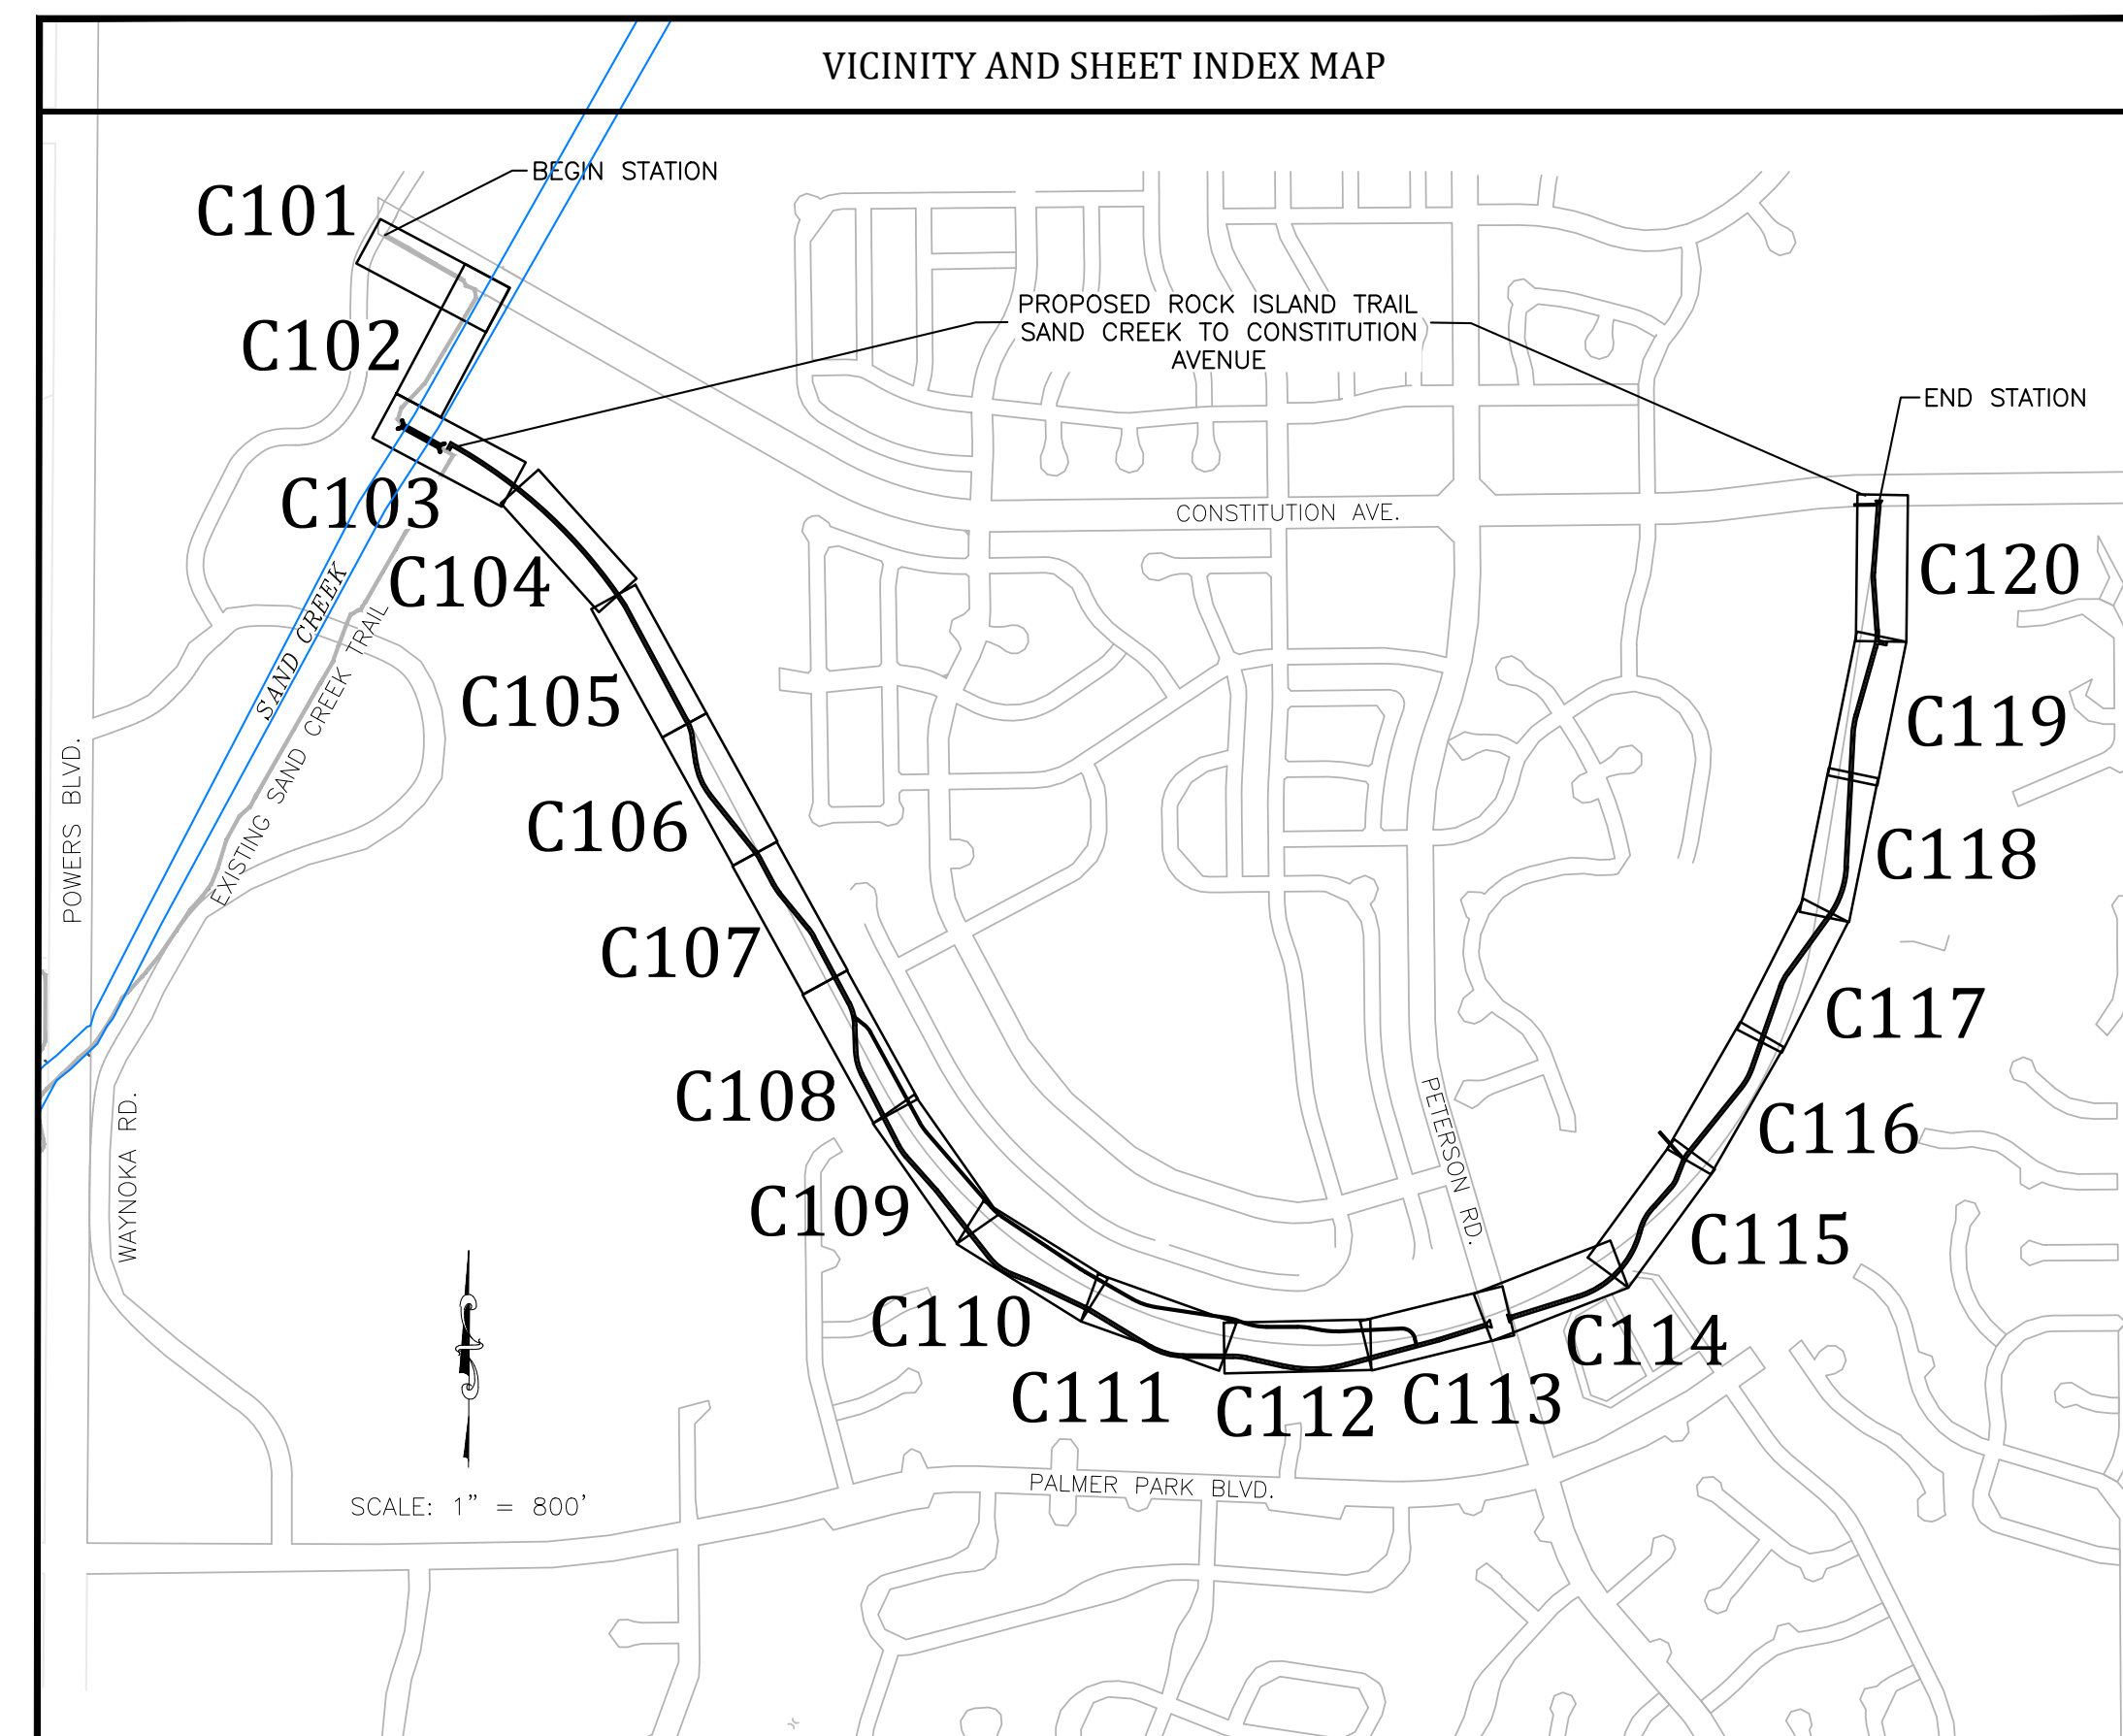 VICINITY AND SHEET INDEX MAP
BEGIN STATION
C101
PROPOSED ROCK ISLAND TRAIL
SAND CREEK TO CONSTITUTION
AVENUE
C102
END STATION
C103
CONSTITUTION AVE.
C104
C120
SAND CREEK
EXISTING SAND CREEK TRAIL
C105
C119
POWERS BLVD.
C106
C118
C107
C117
C108
C116
WAYNOKA RD.
PETERSON RD.
C109
C115
C110
C114
C111
C112
C113
PALMER PARK BLVD.
SCALE: 1" = 800'